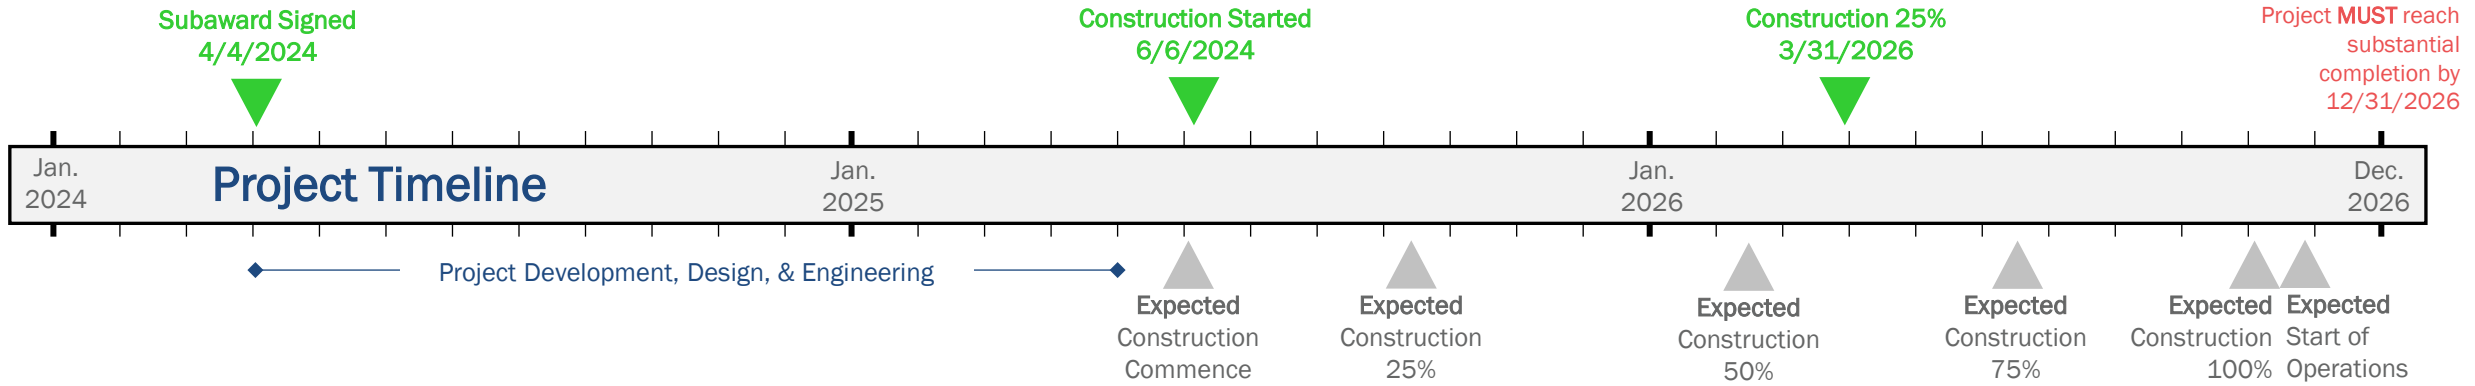 Subaward Signed
4/4/2024
Construction Started
6/6/2024
Construction 25%
3/31/2026
Project MUST reach
substantial
completion by
12/31/2026
Jan.
2024
Project Timeline
Jan.
2025
Jan.
2026
Dec.
2026
Project Development, Design, & Engineering
Expected
Construction
Commence
Expected
Construction
25%
Expected
Construction
50%
Expected
Construction
75%
Expected
Construction
100%
Expected
Start of
Operations